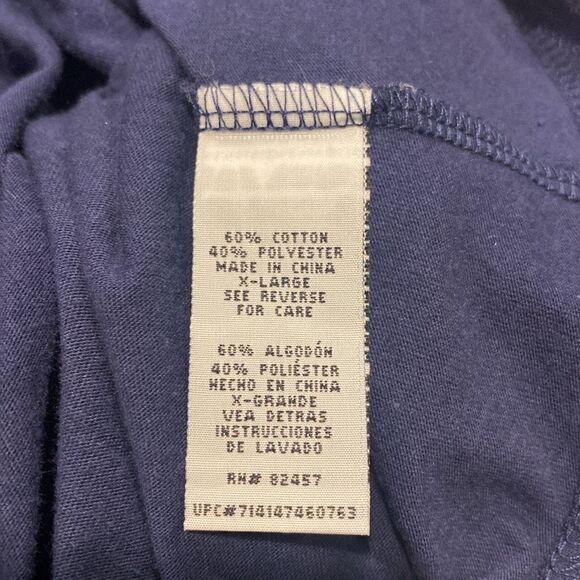 60% COTTON
40% POLYESTER
MADE IN CHINA
X-LARGE
SEE REVERSE
FOR CARE
60% ALGODÓN
40% POLIÉSTER
HECHO EN CHINA
X-GRANDE
VEA DETRAS
INSTRUCCIONES
DE LAVADO
RN# 82457
UPC#714147460763